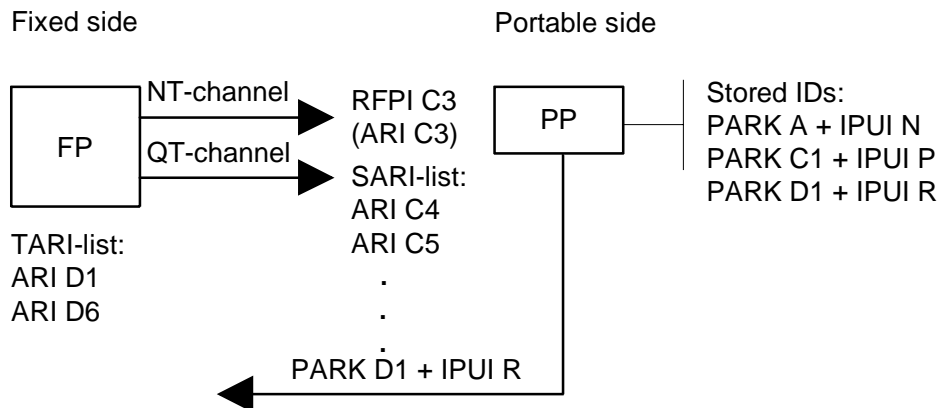 Fixed side
Portable side
NT-channel
RFPI C3
(ARI C3)
FP
QT-channel
SARI-list:
ARI C4
ARI C5
.
.
.
TARI-list:
ARI D1
ARI D6
PP
Stored IDs:
PARK A + IPUI N
PARK C1 + IPUI P
PARK D1 + IPUI R
PARK D1 + IPUI R